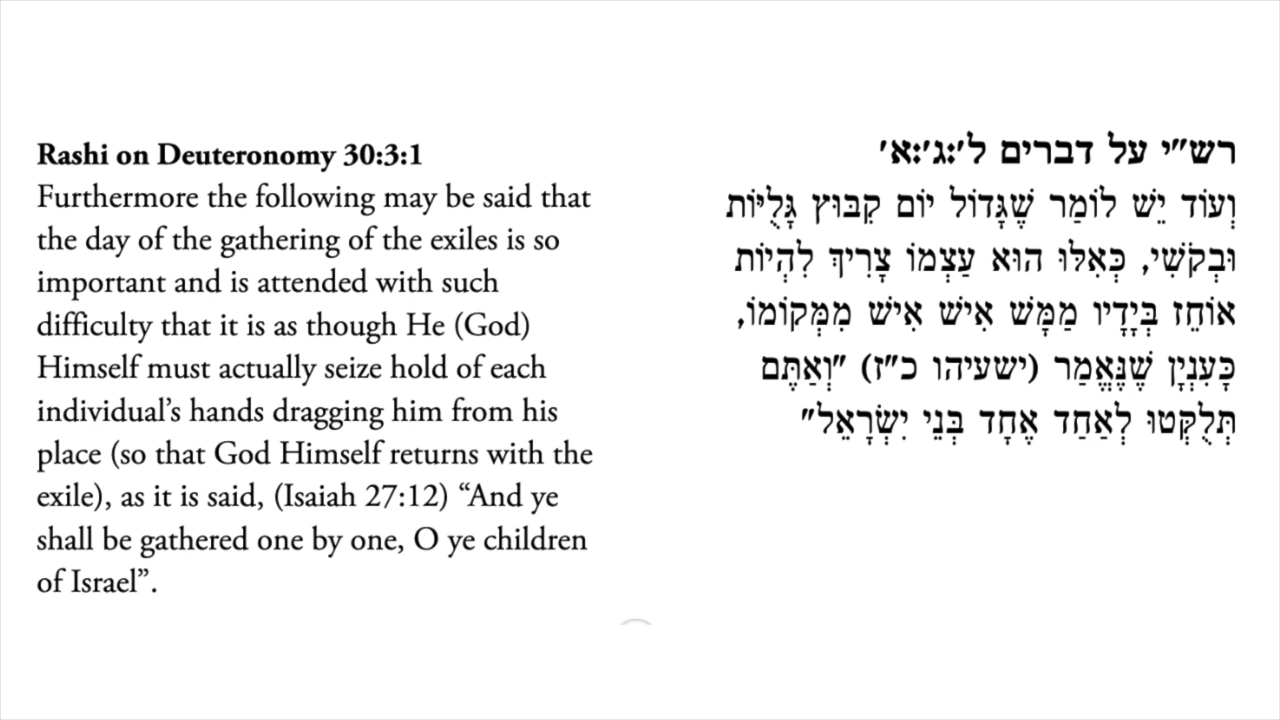 Rashi on Deuteronomy 30:3:1
Furthermore the following may be said that
the day of the gathering of the exiles is so
important and is attended with such
difficulty that it is as though He (God)
Himself must actually seize hold of each
individual’s hands dragging him from his
place (so that God Himself returns with the
exile), as it is said, (Isaiah 27:12) “And ye
shall be gathered one by one, O ye children
of Israel”.
רש״י על דברים ל׳:ג׳:א׳
וְעוֹד יֵשׁ לוֹמַר שֶׁגָּדוֹל יוֹם קִבּוּץ גָּלֻיּוֹת
וּבְקֹשִׁי, כְּאִלּוּ הוּא עַצְמוֹ צָרִיךְ לִהְיוֹת
אוֹחֵז בְּיָדָיו מַמָּשׁ אִישׁ אִישׁ מִמְּקוֹמוֹ,
כָּעִנְיָן שֶׁנֶּאֱמַר (ישעיהו כ״ז) ״וְאַתֶּם
תְּלֻקְּטוּ לְאַחַד אֶחָד בְּנֵי יִשְׂרָאֵל״